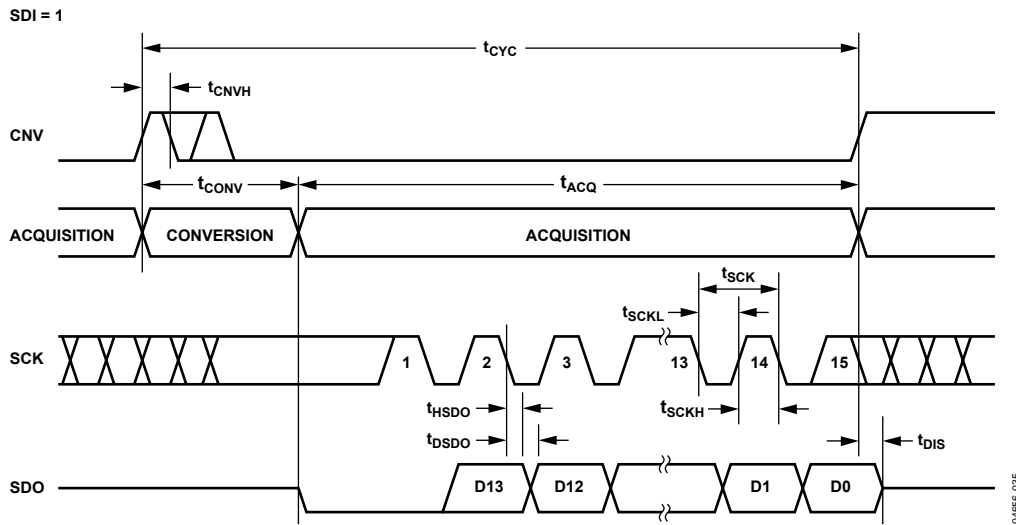 SDI = 1
tCYC
tCNVH
CNV
tCONV
tACQ
ACQUISITION CONVERSION ACQUISITION
tSCK
tSCKL
SCK 1 2 3 13 14 15
tHSDO
tSCKH
tDSDO
tDIS
SDO D13 D12 D1 D0
04656-035